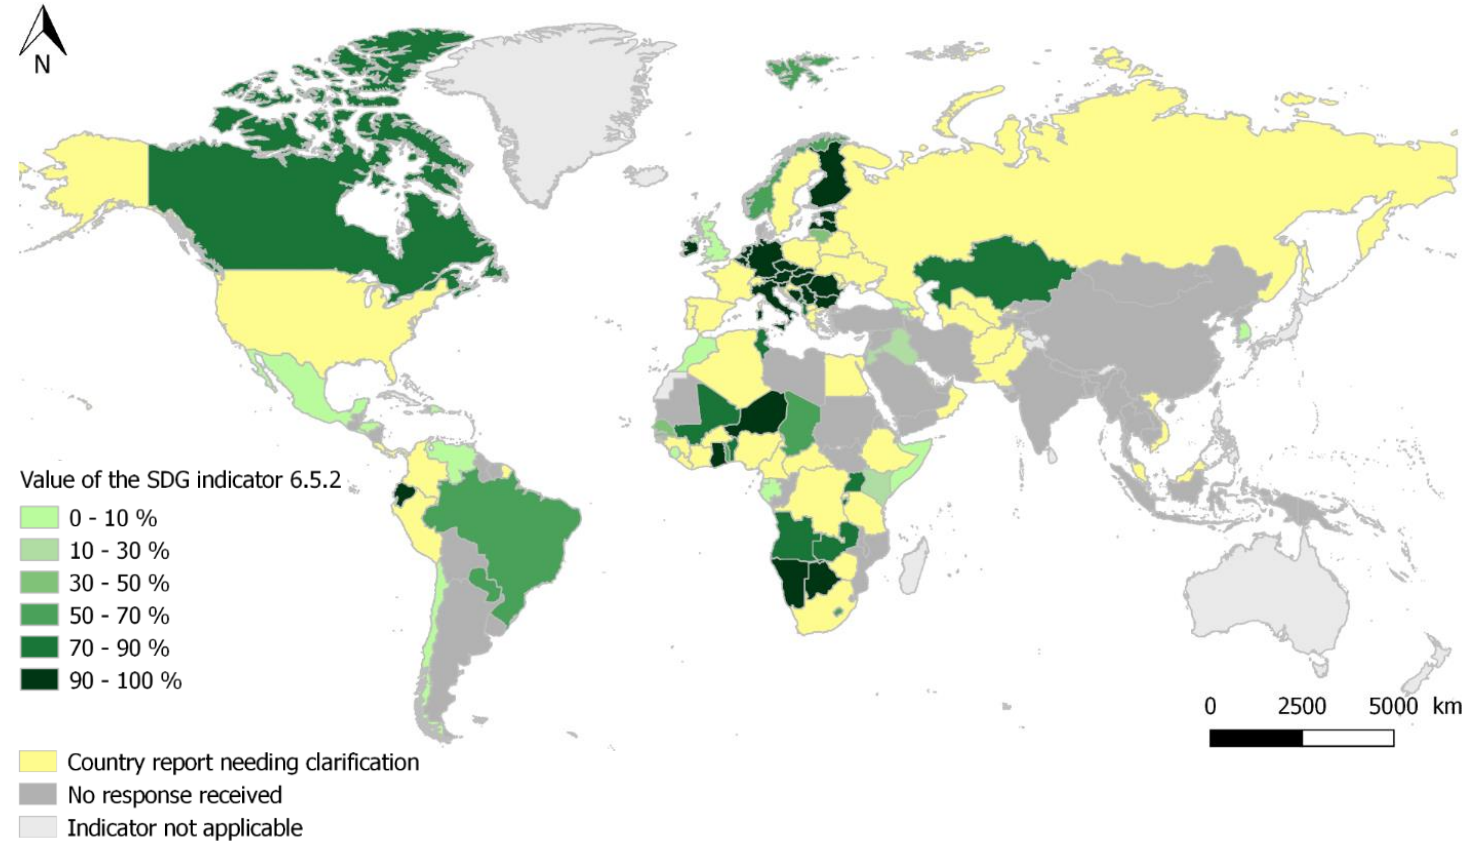 N
Value of the SDG indicator 6.5.2
0 - 10 %
10 - 30 %
30 - 50 %
50 - 70 %
70 - 90 %
90 - 100 %
0 2500 5000 km
Country report needing clarification
No response received
Indicator not applicable